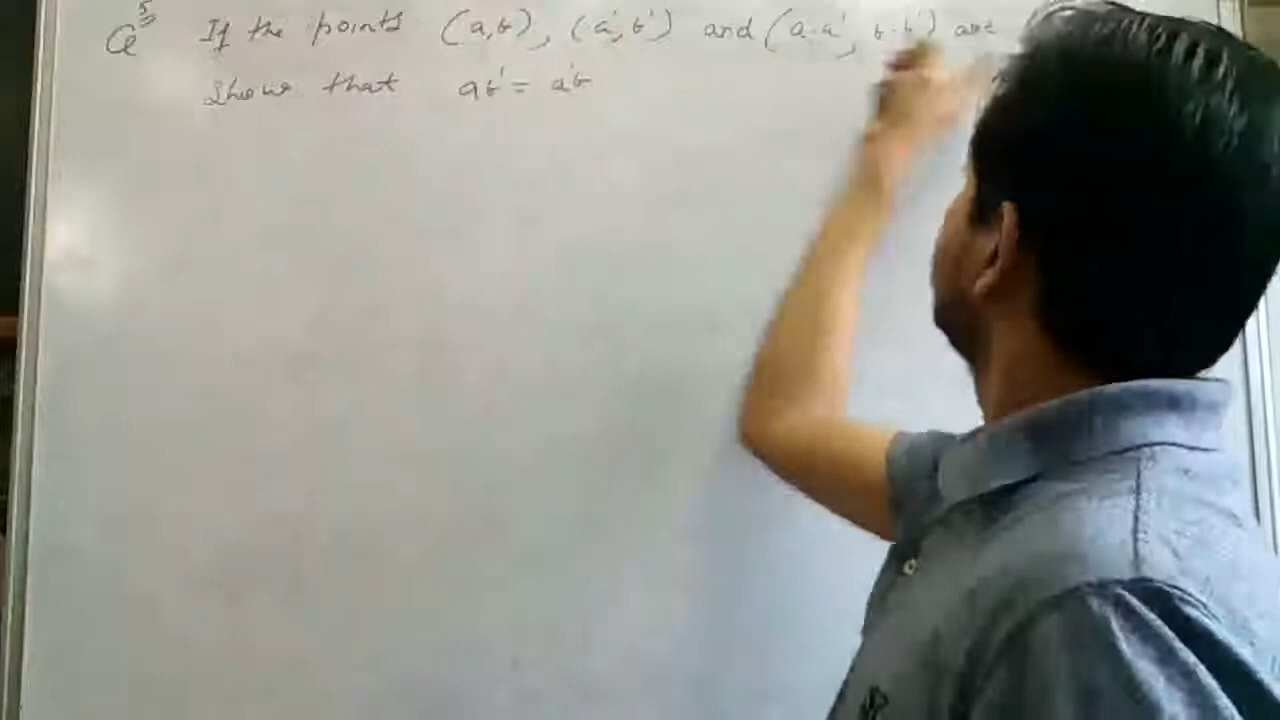 Q5 If the points (a,b), (a',b') and (a-a', b-b') are
Show that ab' = a'b